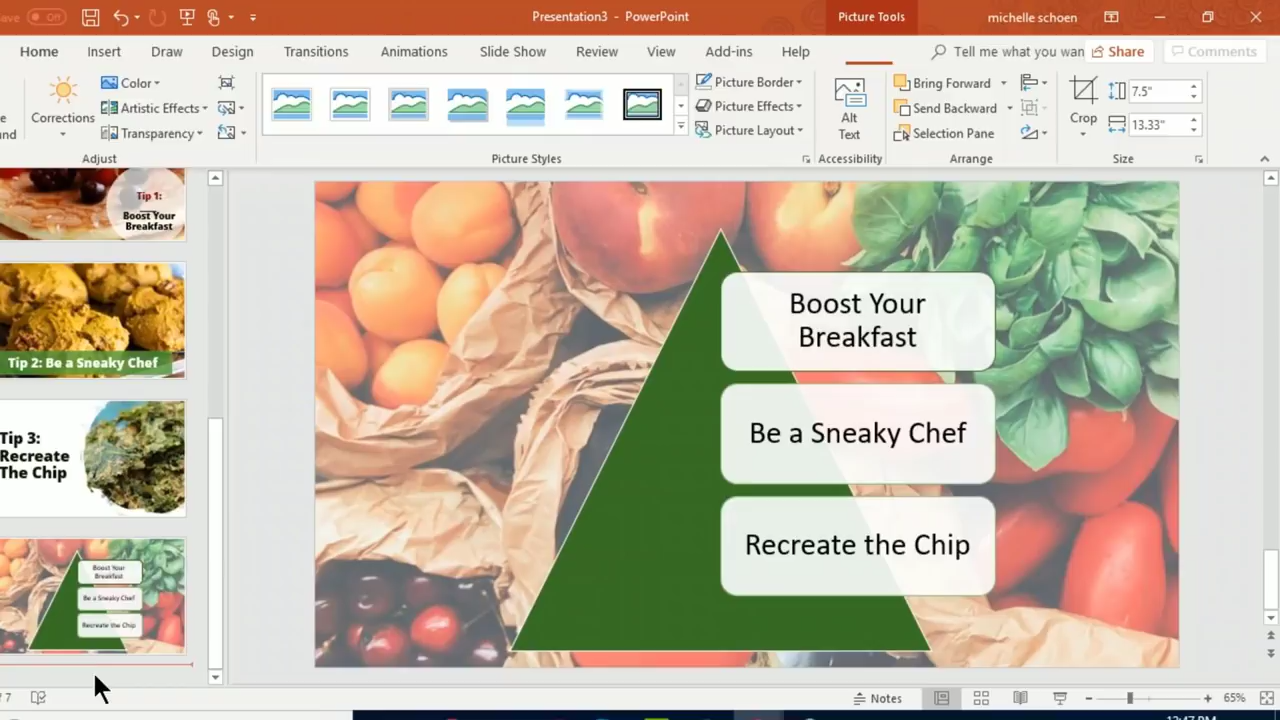 Off
Presentation3 - PowerPoint
Picture Tools
michelle schoen
Home Insert Draw Design Transitions Animations Slide Show Review View Add-ins Help
Tell me what you wan
Share
Comments
Corrections
Color
Artistic Effects
Transparency
Adjust
Picture Styles
Picture Border
Picture Effects
Picture Layout
Alt
Text
Accessibility
Bring Forward
Send Backward
Selection Pane
Arrange
Crop
7.5"
13.33"
Size
Tip 1:
Boost Your
Breakfast
Tip 2: Be a Sneaky Chef
Tip 3:
Recreate
The Chip
Boost Your
Breakfast
Be a Sneaky Chef
Recreate the Chip
Boost Your
Breakfast
Be a Sneaky Chef
Recreate the Chip
7
Notes
65%